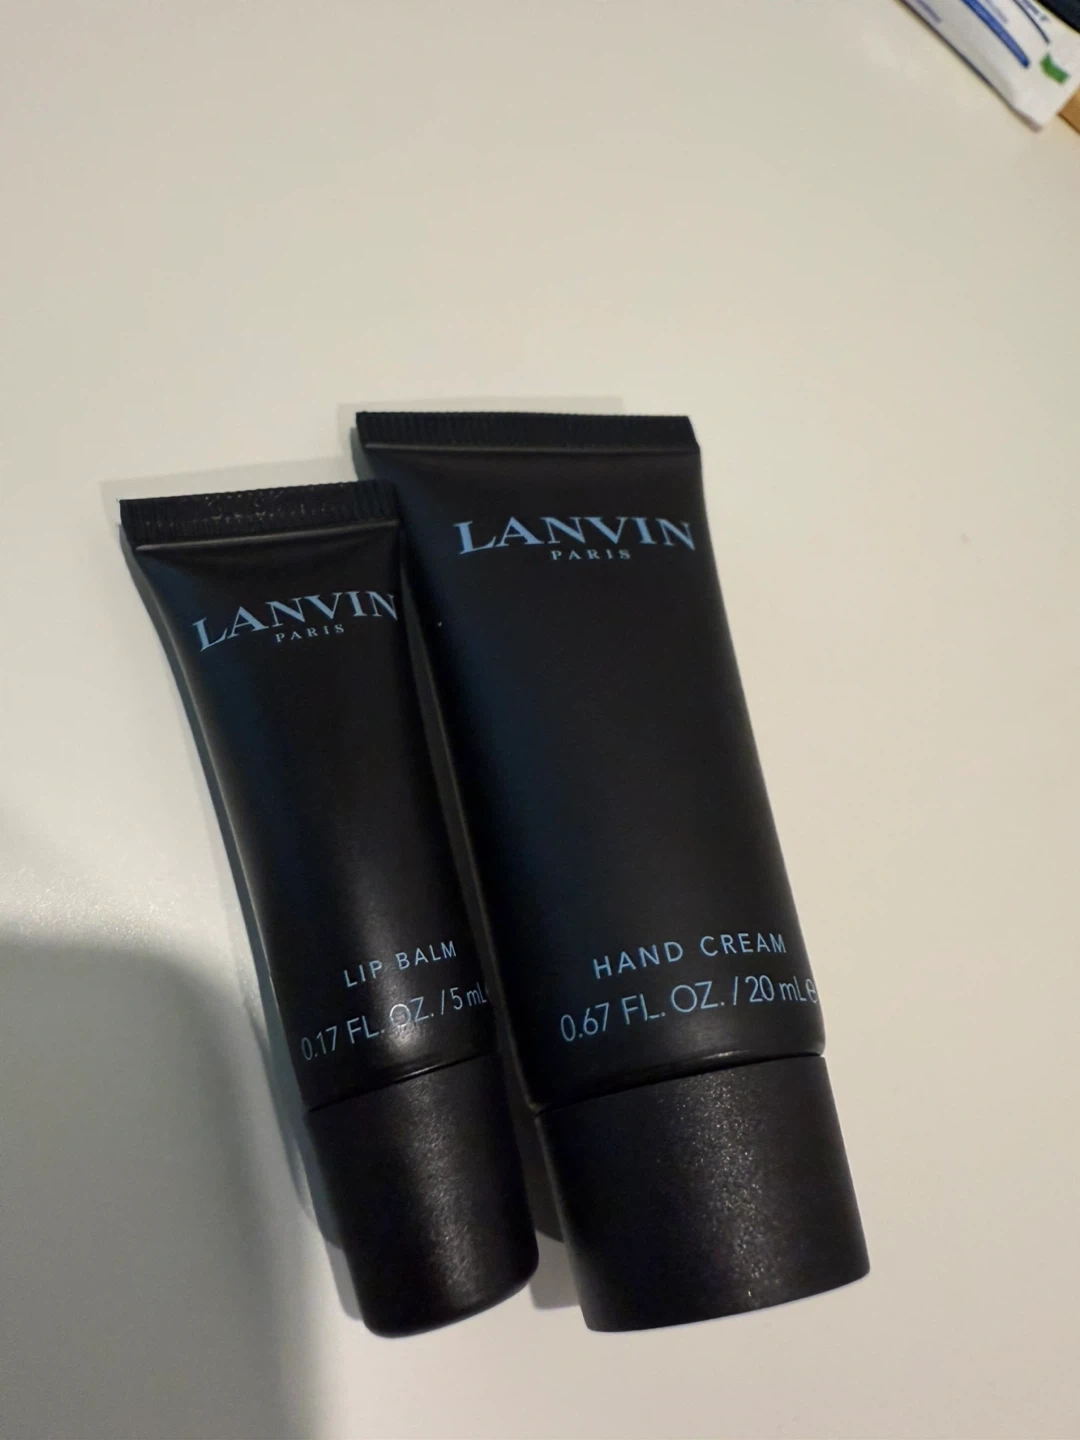 LANVIN
PARIS
LIP BALM
0.17 FL. OZ. / 5 mL
LANVIN
PARIS
HAND CREAM
0.67 FL. OZ. / 20 mL e